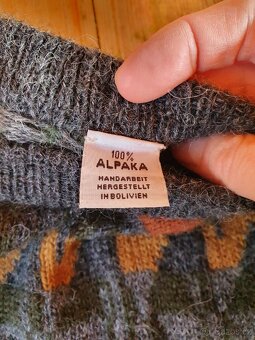 100%
ALPAKA
HANDARBEIT
HERGESTELLT
IN BOLIVIEN